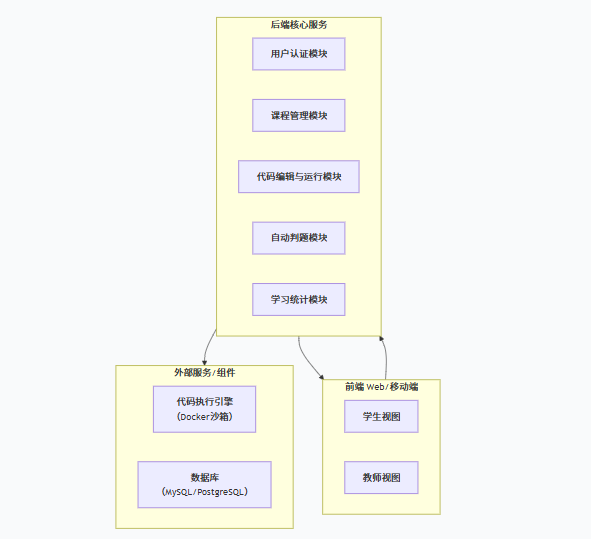 后端核心服务
用户认证模块
课程管理模块
代码编辑与运行模块
自动判题模块
学习统计模块
外部服务/组件
代码执行引擎
（Docker沙箱）
数据库
（MySQL/PostgreSQL）
前端 Web/移动端
学生视图
教师视图